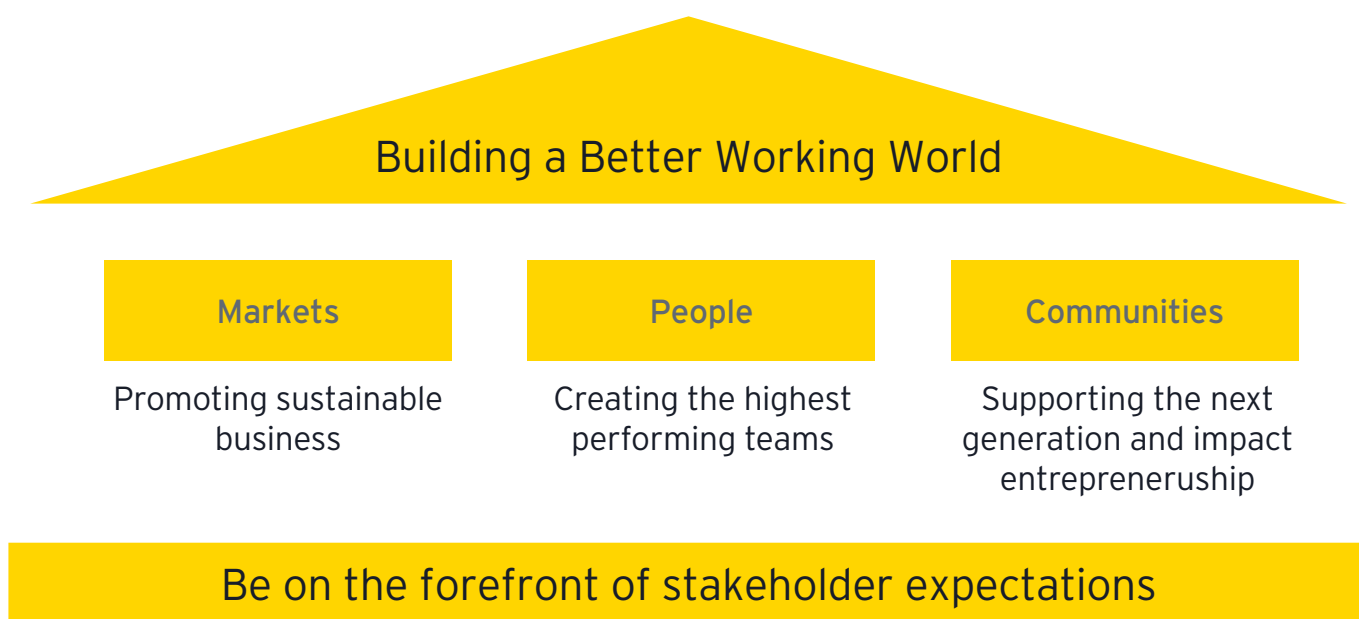 Building a Better Working World
Markets
People
Communities
Promoting sustainable
business
Creating the highest
performing teams
Supporting the next
generation and impact
entrepreneruship
Be on the forefront of stakeholder expectations